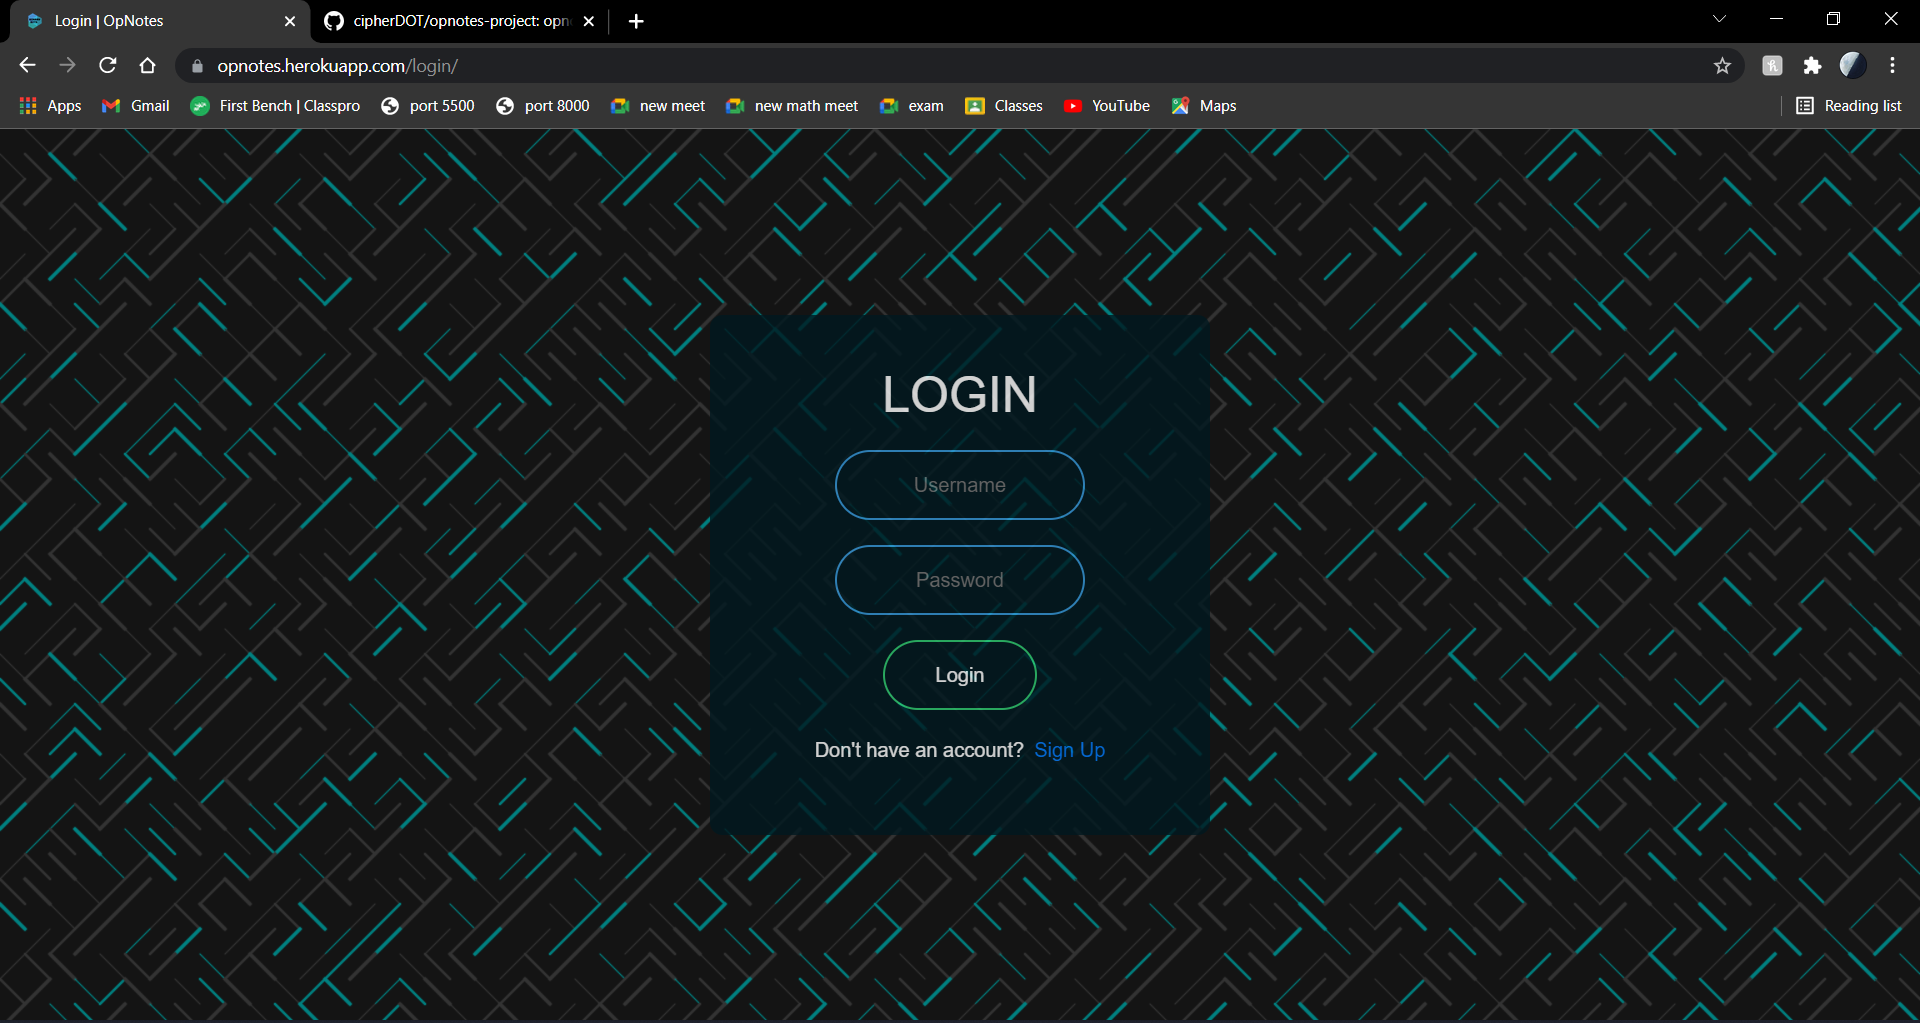 Login | OpNotes
cipherDOT/opnotes-project: opn
opnotes.herokuapp.com/login/
Apps Gmail First Bench | Classpro port 5500 port 8000 new meet new math meet exam Classes YouTube Maps Reading list
LOGIN
Username
Password
Login
Don't have an account? Sign Up